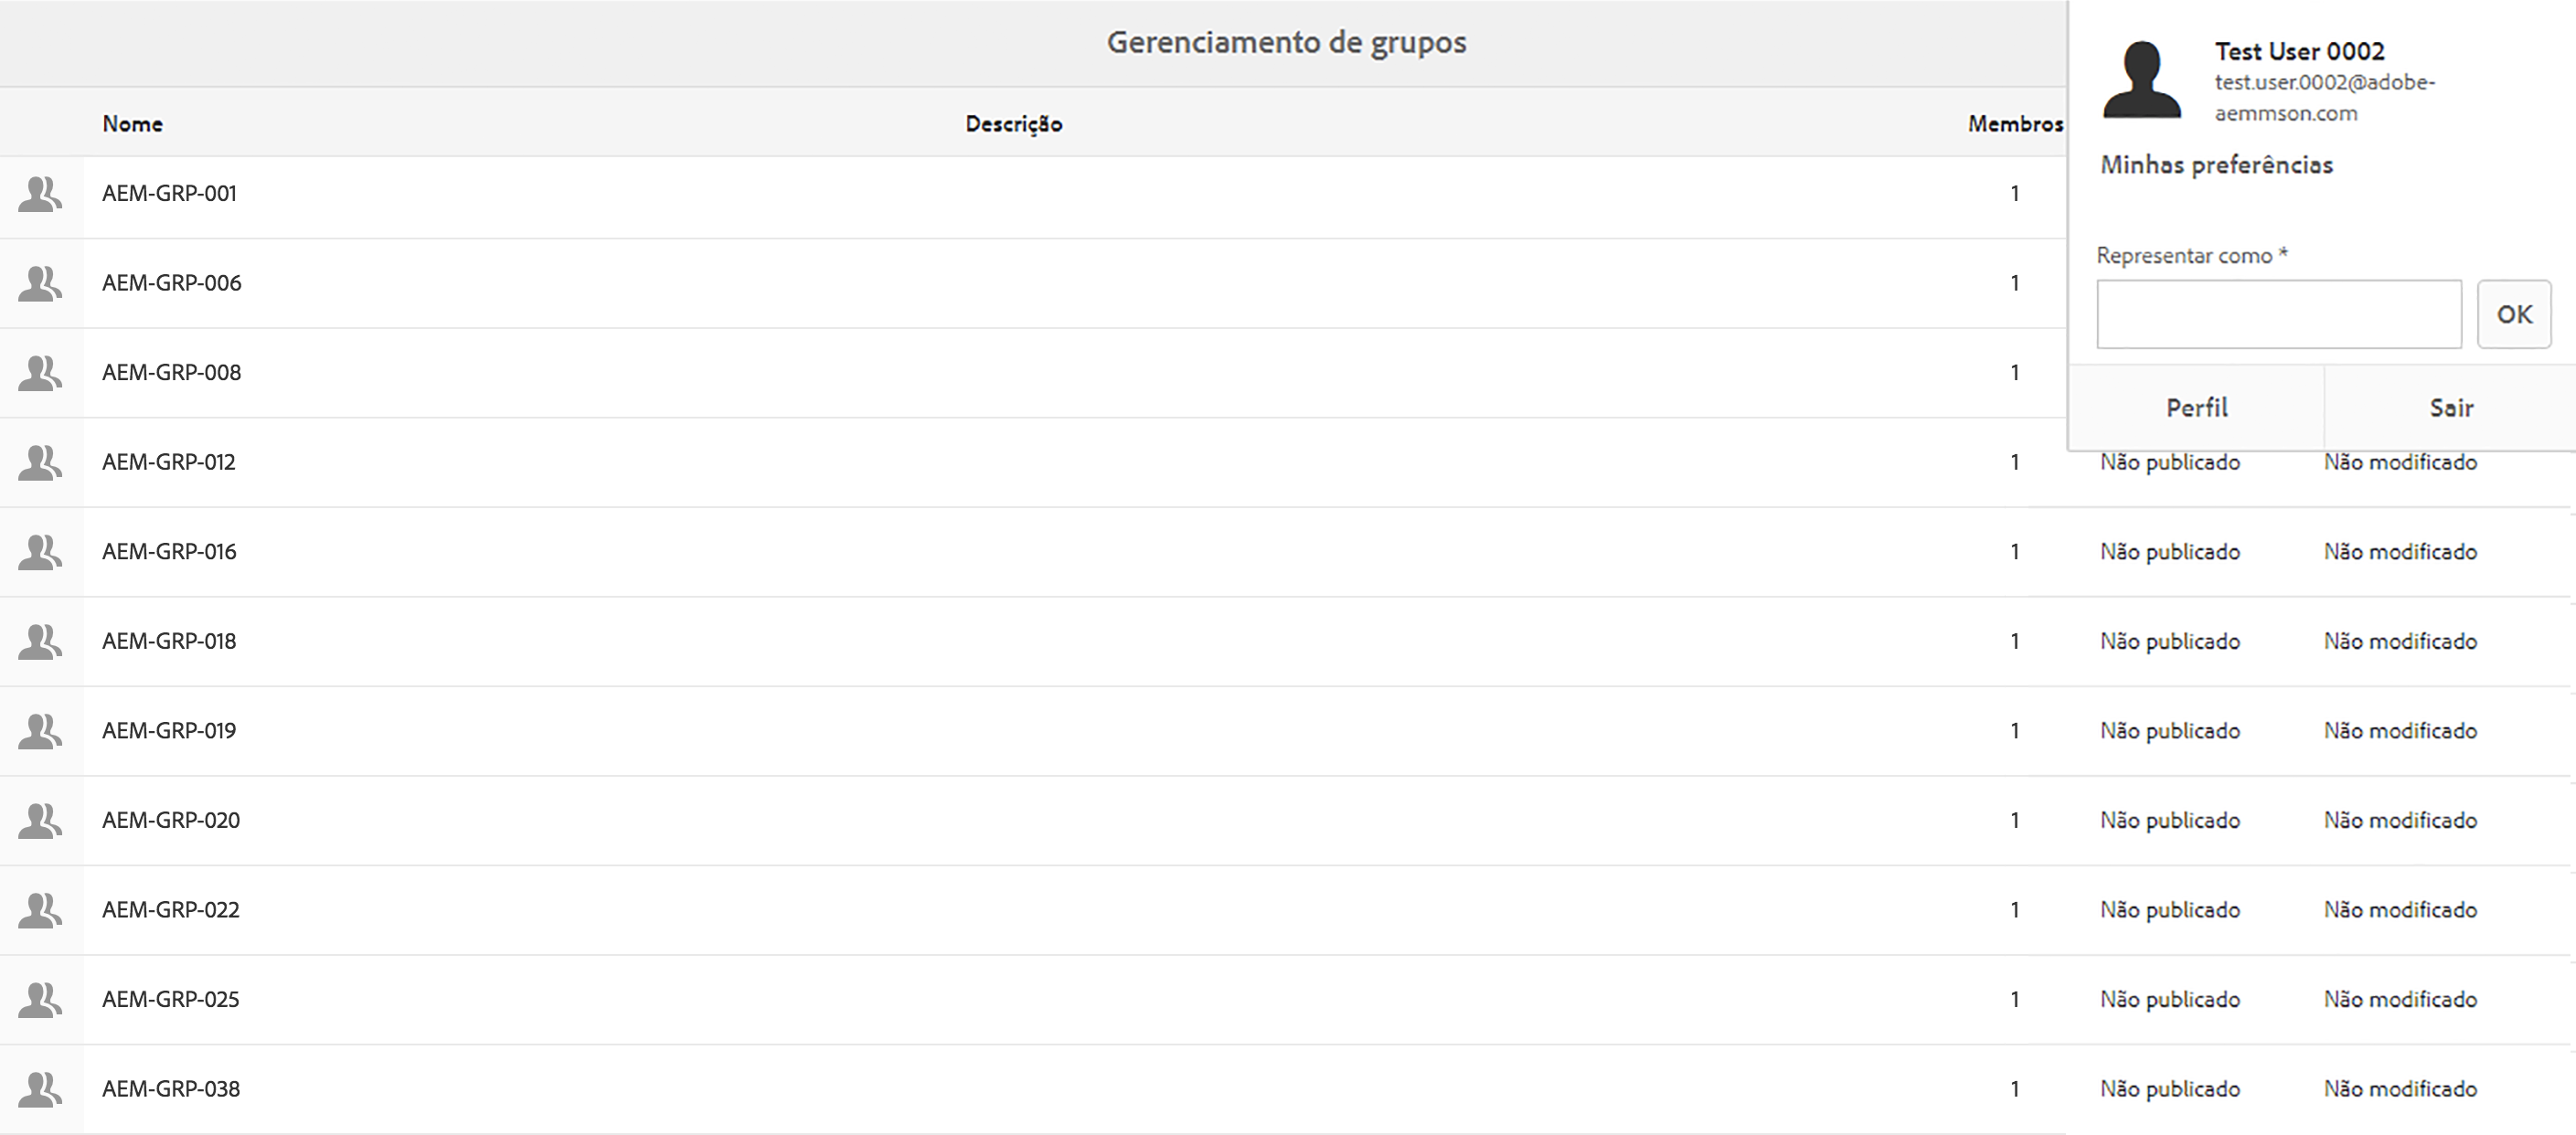 Gerenciamento de grupos
Nome Descrição Membros
AEM-GRP-001 1
AEM-GRP-006 1
AEM-GRP-008 1
AEM-GRP-012 1 Não publicado Não modificado
AEM-GRP-016 1 Não publicado Não modificado
AEM-GRP-018 1 Não publicado Não modificado
AEM-GRP-019 1 Não publicado Não modificado
AEM-GRP-020 1 Não publicado Não modificado
AEM-GRP-022 1 Não publicado Não modificado
AEM-GRP-025 1 Não publicado Não modificado
AEM-GRP-038 1 Não publicado Não modificado
Test User 0002
test.user.0002@adobe-
aemmson.com
Minhas preferências
Representar como *
OK
Perfil Sair